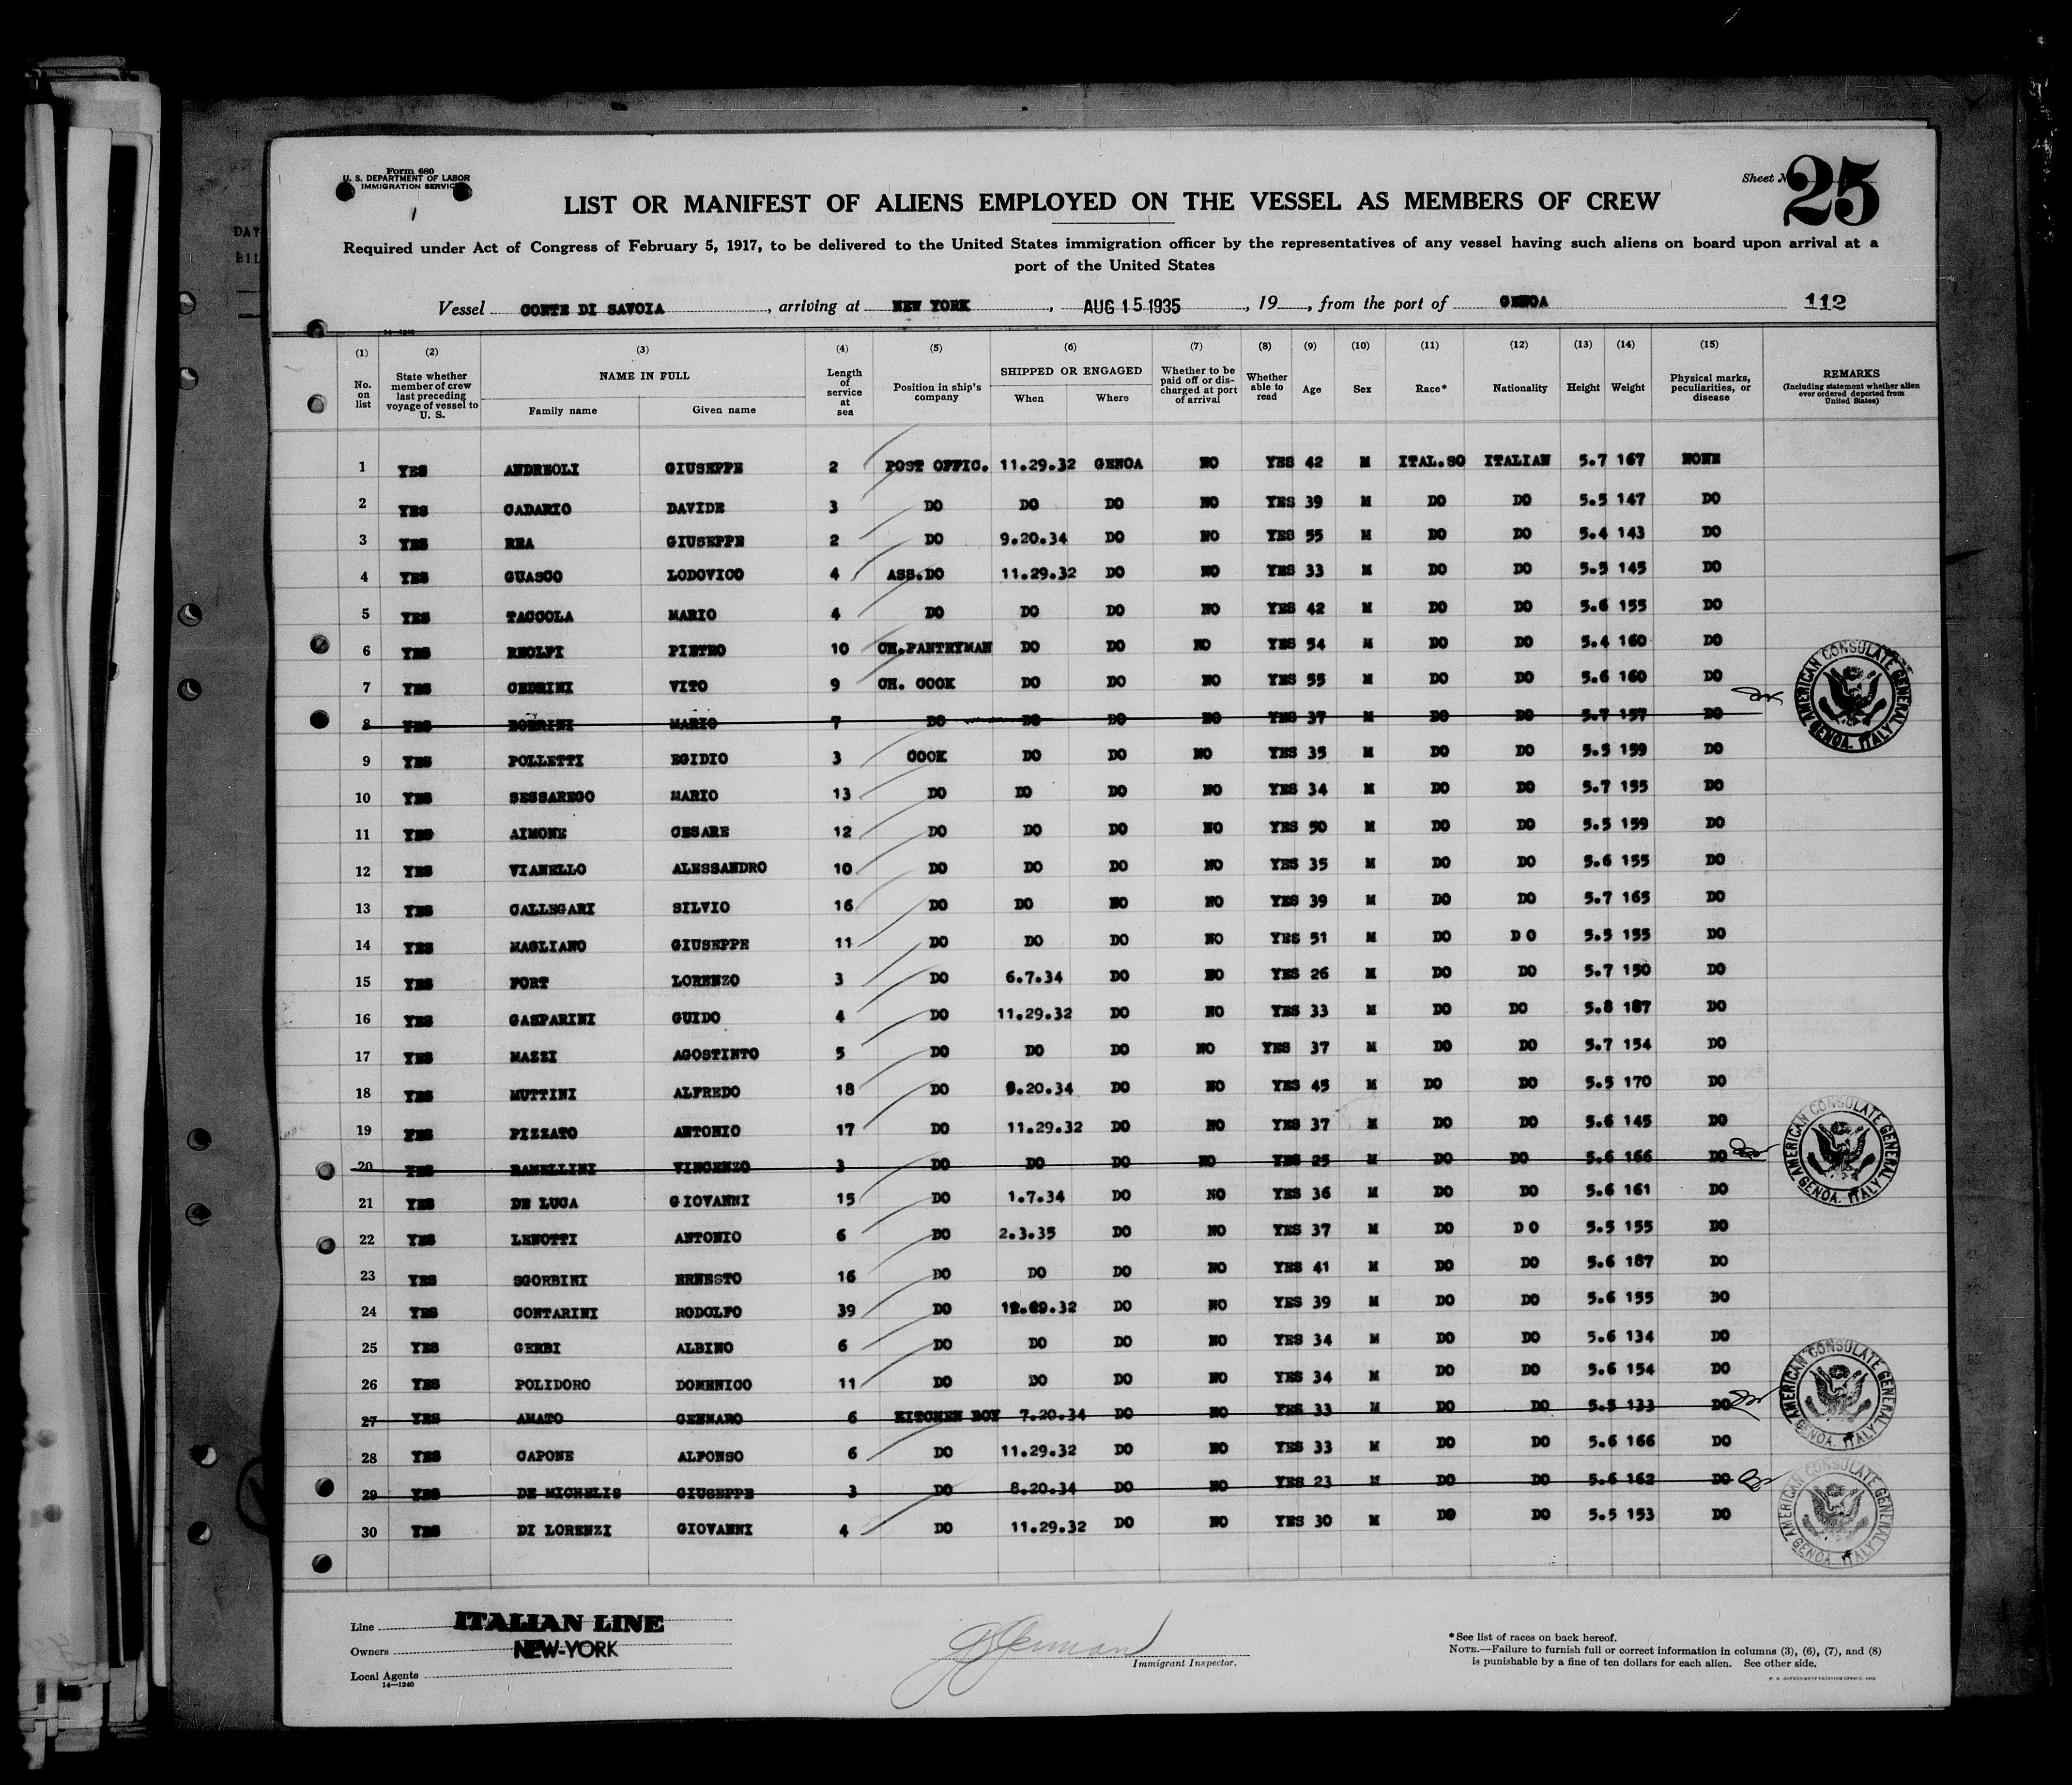 Form 680
U. S. DEPARTMENT OF LABOR
IMMIGRATION SERVICE
Sheet No. 25
LIST OR MANIFEST OF ALIENS EMPLOYED ON THE VESSEL AS MEMBERS OF CREW
Required under Act of Congress of February 5, 1917, to be delivered to the United States immigration officer by the representatives of any vessel having such aliens on board upon arrival at a
port of the United States
Vessel CONTE DI SAVOIA, arriving at NEW YORK, AUG 15 1935, 19, from the port of GENOA 112
14-1240
(1) No. on list
(2) State whether member of crew last preceding voyage of vessel to U. S.
(3) NAME IN FULL Family name Given name
(4) Length of service at sea
(5) Position in ship's company
(6) SHIPPED OR ENGAGED When Where
(7) Whether to be paid off or discharged at port of arrival
(8) Whether able to read
(9) Age
(10) Sex
(11) Race*
(12) Nationality
(13) Height
(14) Weight
(15) Physical marks, peculiarities, or disease
REMARKS (Including statement whether alien ever ordered deported from United States)
1 YES ANDREOLI GIUSEPPE 2 POST OFFIC. 11.29.32 GENOA NO YES 42 M ITAL.SO ITALIAN 5.7 167 NONE
2 YES CADARIO DAVIDE 3 DO DO DO NO YES 39 M DO DO 5.5 147 DO
3 YES REA GIUSEPPE 2 DO 9.20.34 DO NO YES 55 M DO DO 5.4 143 DO
4 YES GUASCO LODOVICO 4 ASS.DO 11.29.32 DO NO YES 33 M DO DO 5.5 145 DO
5 YES TACCOLA MARIO 4 DO DO DO NO YES 42 M DO DO 5.6 155 DO
6 YES REOLFI PIETRO 10 CH.PANTRYMAN DO DO NO YES 54 M DO DO 5.4 160 DO
7 YES CEDRINI VITO 9 CH. COOK DO DO NO YES 55 M DO DO 5.6 160 DO
8 YES BOERINI MARIO 7 DO DO DO NO YES 37 M DO DO 5.7 157 DO
9 YES POLLETTI EGIDIO 3 COOK DO DO NO YES 35 M DO DO 5.5 159 DO
10 YES SESSAREGO MARIO 13 DO DO DO NO YES 34 M DO DO 5.7 155 DO
11 YES AIMONE CESARE 12 DO DO DO NO YES 50 M DO DO 5.5 159 DO
12 YES VIANELLO ALESSANDRO 10 DO DO DO NO YES 35 M DO DO 5.6 155 DO
13 YES CALLEGARI SILVIO 16 DO DO NO NO YES 39 M DO DO 5.7 165 DO
14 YES MAGLIANO GIUSEPPE 11 DO DO DO NO YES 51 M DO D O 5.5 155 DO
15 YES FORT LORENZO 3 DO 6.7.34 DO NO YES 26 M DO DO 5.7 150 DO
16 YES GASPARINI GUIDO 4 DO 11.29.32 DO NO YES 33 M DO DO 5.8 187 DO
17 YES MAZZI AGOSTINTO 5 DO DO DO NO YES 37 M DO DO 5.7 154 DO
18 YES MUTTINI ALFREDO 18 DO 9.20.34 DO NO YES 45 M DO DO 5.5 170 DO
19 YES PIZZATO ANTONIO 17 DO 11.29.32 DO NO YES 37 M DO DO 5.6 145 DO
20 YES RAMELLINI VINCENZO 3 DO DO DO NO YES 25 M DO DO 5.6 166 DO
21 YES DE LUCA GIOVANNI 15 DO 1.7.34 DO NO YES 36 M DO DO 5.6 161 DO
22 YES LENOTTI ANTONIO 6 DO 2.3.35 DO NO YES 37 M DO D O 5.5 155 DO
23 YES SGORBINI ERNESTO 16 DO DO DO NO YES 41 M DO DO 5.6 187 DO
24 YES CONTARINI RODOLFO 39 DO DO NO YES 39 M DO DO 5.6 155 DO
25 YES GERBI ALBINO 6 DO DO DO NO YES 34 M DO DO 5.6 134 DO
26 YES POLIDORO DOMENICO 11 DO DO DO NO YES 34 M DO DO 5.6 154 DO
27 YES AMATO GENNARO 6 KITCHEN BOY 7.20.34 DO NO YES 33 M DO DO 5.5 133 DO
28 YES CAPONE ALFONSO 6 DO 11.29.32 DO NO YES 33 M DO DO 5.6 166 DO
29 YES DE MICHELIS GIUSEPPE 3 DO 8.20.34 DO NO YES 23 M DO DO 5.6 162 DO
30 YES DI LORENZI GIOVANNI 4 DO 11.29.32 DO NO YES 30 M DO DO 5.5 153 DO
AMERICAN CONSULATE GENERAL GENOA, ITALY
AMERICAN CONSULATE GENERAL GENOA, ITALY
AMERICAN CONSULATE GENERAL GENOA, ITALY
AMERICAN CONSULATE GENERAL GENOA, ITALY
Line ITALIAN LINE
Owners NEW-YORK
Local Agents
14—1240
Immigrant Inspector.
*See list of races on back hereof.
NOTE.—Failure to furnish full or correct information in columns (3), (6), (7), and (8)
is punishable by a fine of ten dollars for each alien. See other side.